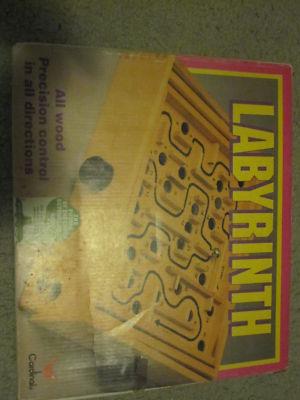 LABYRINTH
All wood
Precision control
in all directions
Cardinal